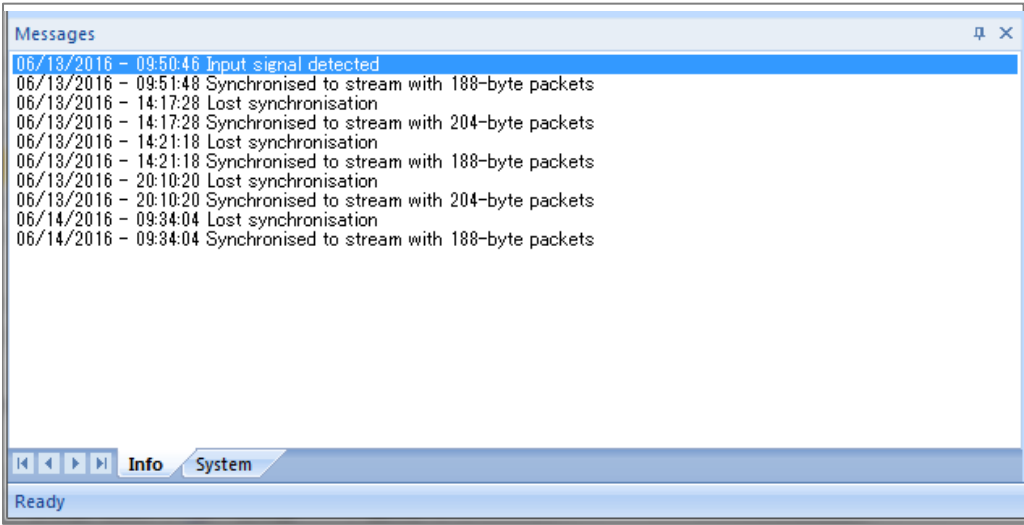 Messages
06/13/2016 - 09:50:46 Input signal detected
06/13/2016 - 09:51:48 Synchronised to stream with 188-byte packets
06/13/2016 - 14:17:28 Lost synchronisation
06/13/2016 - 14:17:28 Synchronised to stream with 204-byte packets
06/13/2016 - 14:21:18 Lost synchronisation
06/13/2016 - 14:21:18 Synchronised to stream with 188-byte packets
06/13/2016 - 20:10:20 Lost synchronisation
06/13/2016 - 20:10:20 Synchronised to stream with 204-byte packets
06/14/2016 - 09:34:04 Lost synchronisation
06/14/2016 - 09:34:04 Synchronised to stream with 188-byte packets
Info System
Ready